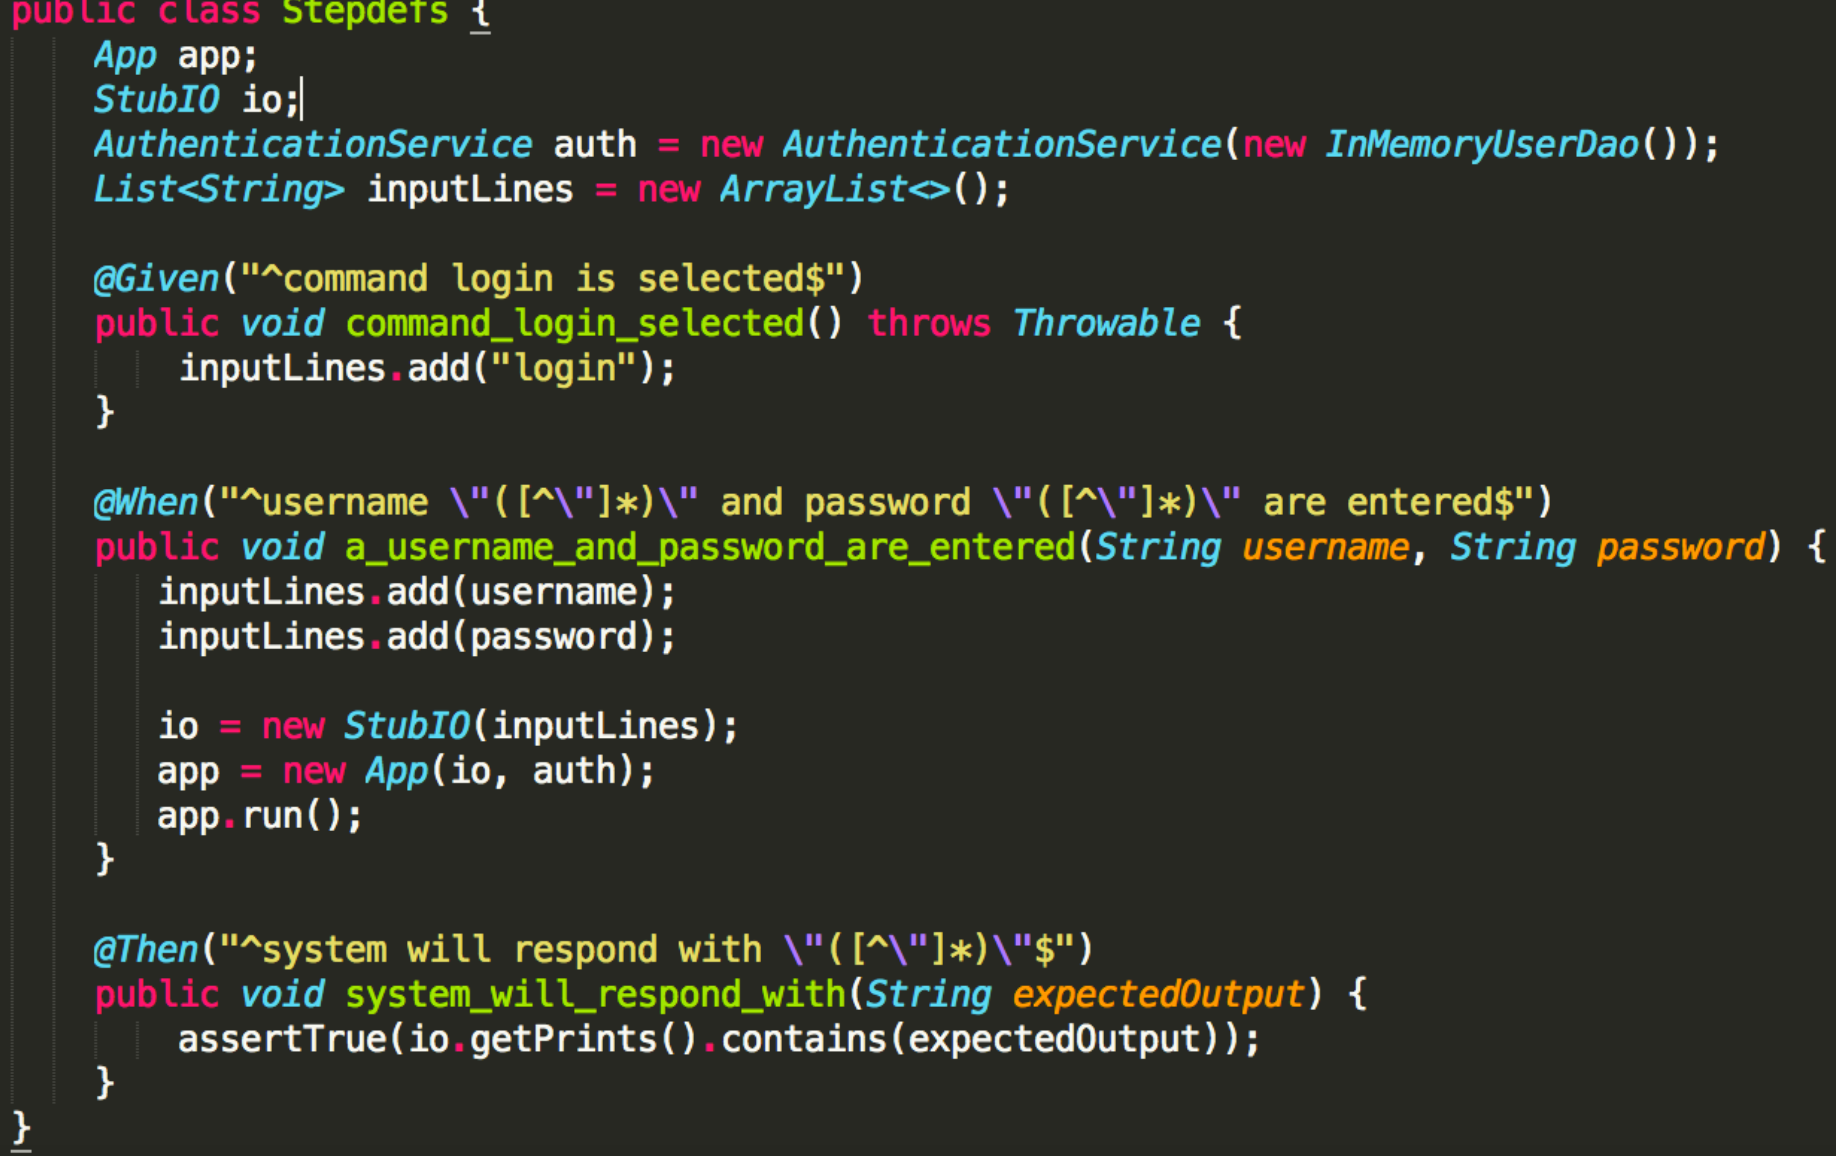 public class Stepdefs {
    App app;
    StubIO io;
    AuthenticationService auth = new AuthenticationService(new InMemoryUserDao());
    List<String> inputLines = new ArrayList<>();

    @Given("^command login is selected$")
    public void command_login_selected() throws Throwable {
        inputLines.add("login");
    }

    @When("^username \"([^\"]*)\" and password \"([^\"]*)\" are entered$")
    public void a_username_and_password_are_entered(String username, String password) {
       inputLines.add(username);
       inputLines.add(password);

       io = new StubIO(inputLines);
       app = new App(io, auth);
       app.run();
    }

    @Then("^system will respond with \"([^\"]*)\"$")
    public void system_will_respond_with(String expectedOutput) {
        assertTrue(io.getPrints().contains(expectedOutput));
    }
}